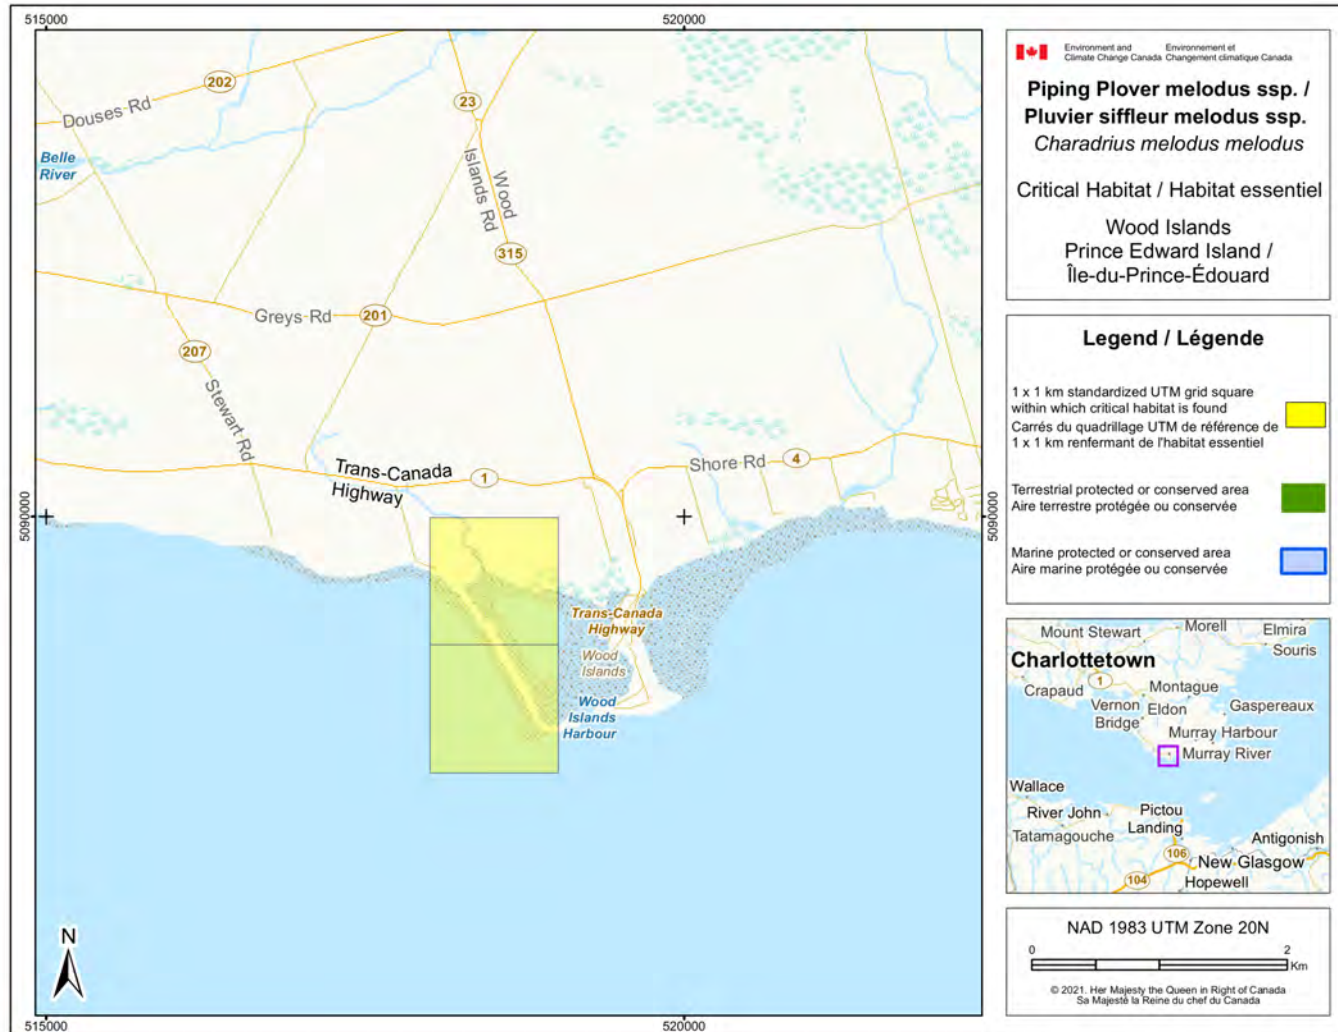 515000
520000
202
Douses Rd
23
Belle
River
Wood
Islands Rd
315
Greys Rd
201
207
Stewart Rd
Trans-Canada
Highway
1
Shore Rd
4
5090000
5090000
Trans-Canada
Highway
Wood
Islands
Wood
Islands
Harbour
N
515000
520000
Environment and
Climate Change Canada
Environnement et
Changement climatique Canada
Piping Plover melodus ssp. /
Pluvier siffleur melodus ssp.
Charadrius melodus melodus
Critical Habitat / Habitat essentiel
Wood Islands
Prince Edward Island /
Île-du-Prince-Édouard
Legend / Légende
1 x 1 km standardized UTM grid square
within which critical habitat is found
Carrés du quadrillage UTM de référence de
1 x 1 km renfermant de l'habitat essentiel
Terrestrial protected or conserved area
Aire terrestre protégée ou conservée
Marine protected or conserved area
Aire marine protégée ou conservée
Mount Stewart
Morell
Elmira
Souris
Charlottetown
1
Crapaud
Montague
Vernon
Bridge
Eldon
Gaspereaux
Murray Harbour
Murray River
Wallace
River John
Pictou
Landing
Tatamagouche
Antigonish
106
New Glasgow
104
Hopewell
NAD 1983 UTM Zone 20N
0
2
Km
© 2021. Her Majesty the Queen in Right of Canada
Sa Majesté la Reine du chef du Canada